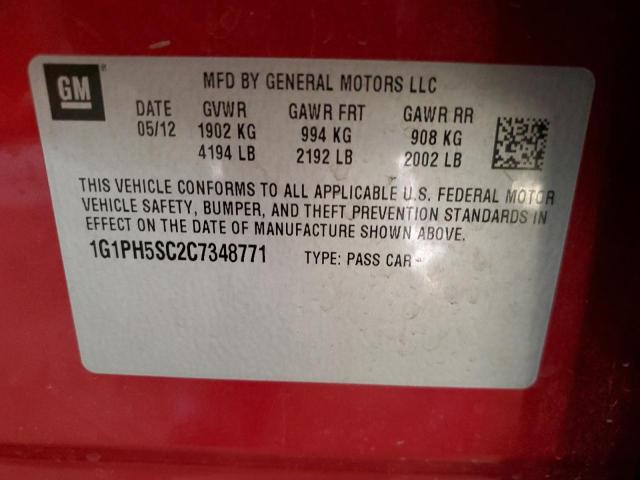 GM®
MFD BY GENERAL MOTORS LLC
DATE GVWR GAWR FRT GAWR RR
05/12 1902 KG 994 KG 908 KG
4194 LB 2192 LB 2002 LB
THIS VEHICLE CONFORMS TO ALL APPLICABLE U.S. FEDERAL MOTOR
VEHICLE SAFETY, BUMPER, AND THEFT PREVENTION STANDARDS IN
EFFECT ON THE DATE OF MANUFACTURE SHOWN ABOVE.
1G1PH5SC2C7348771 TYPE: PASS CAR